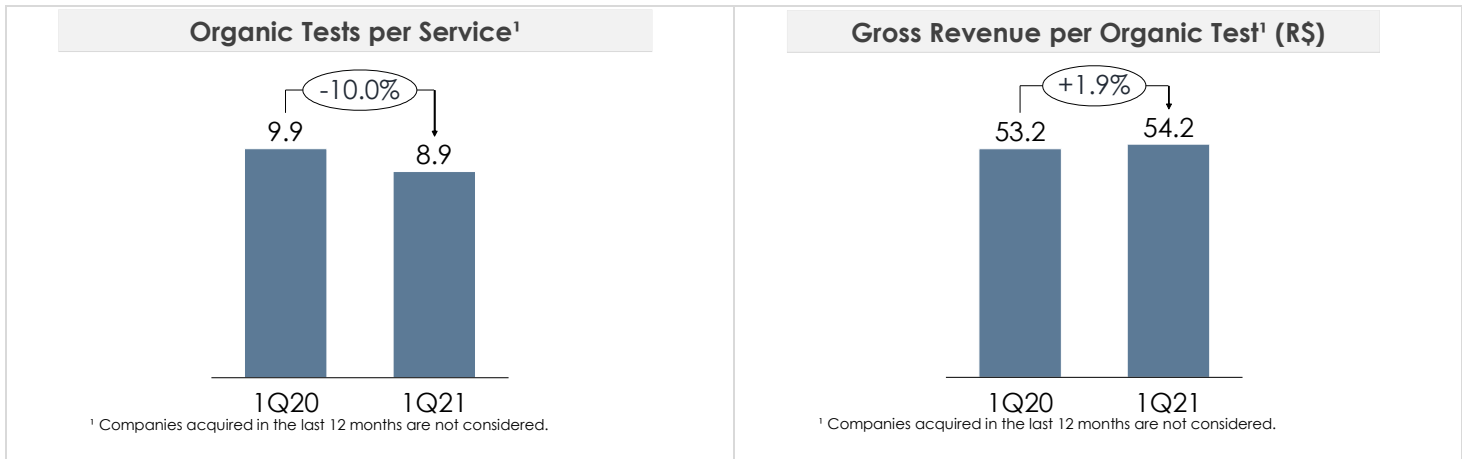 Organic Tests per Service¹
-10.0%
9.9
8.9
1Q20
1Q21
¹ Companies acquired in the last 12 months are not considered.
Gross Revenue per Organic Test¹ (R$)
+1.9%
53.2
54.2
1Q20
1Q21
¹ Companies acquired in the last 12 months are not considered.